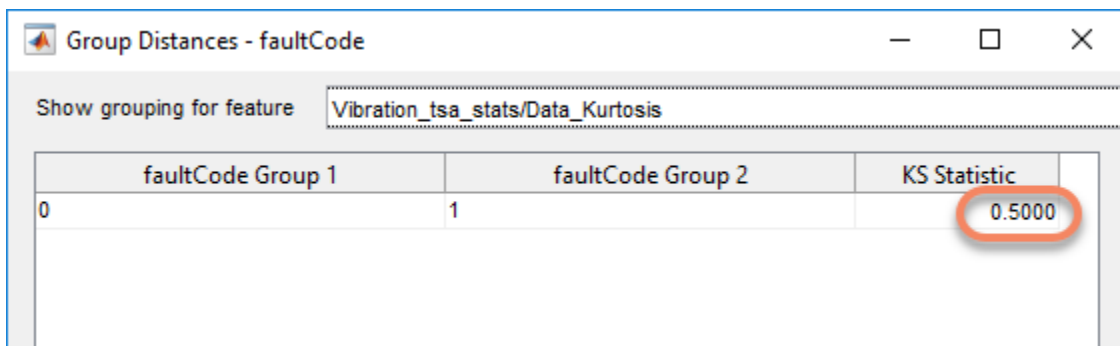 Group Distances - faultCode
Show grouping for feature Vibration_tsa_stats/Data_Kurtosis
faultCode Group 1 faultCode Group 2 KS Statistic
0 1 0.5000